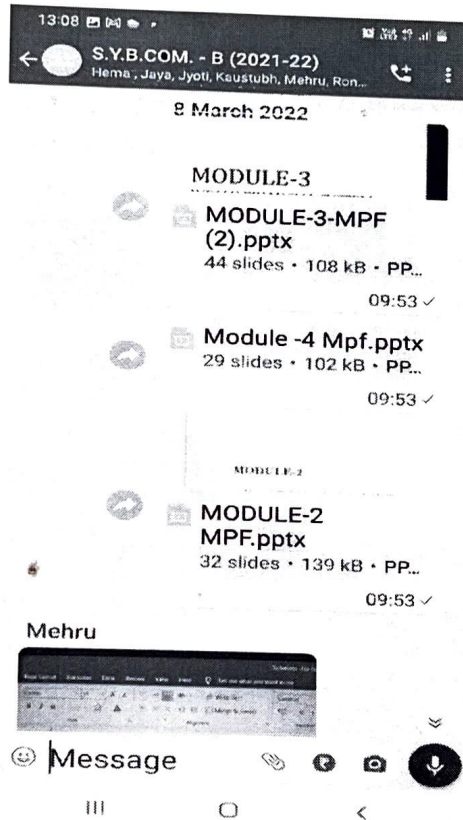 13:08
S.Y.B.COM. - B (2021-22)
Hema, Jaya, Jyoti, Kaustubh, Mehru, Ron...
8 March 2022
MODULE-3
MODULE-3-MPF
(2).pptx
44 slides • 108 kB • PP...
09:53
Module -4 Mpf.pptx
29 slides • 102 kB • PP...
09:53
MODULE-2
MODULE-2
MPF.pptx
32 slides • 139 kB • PP...
09:53
Mehru
Message